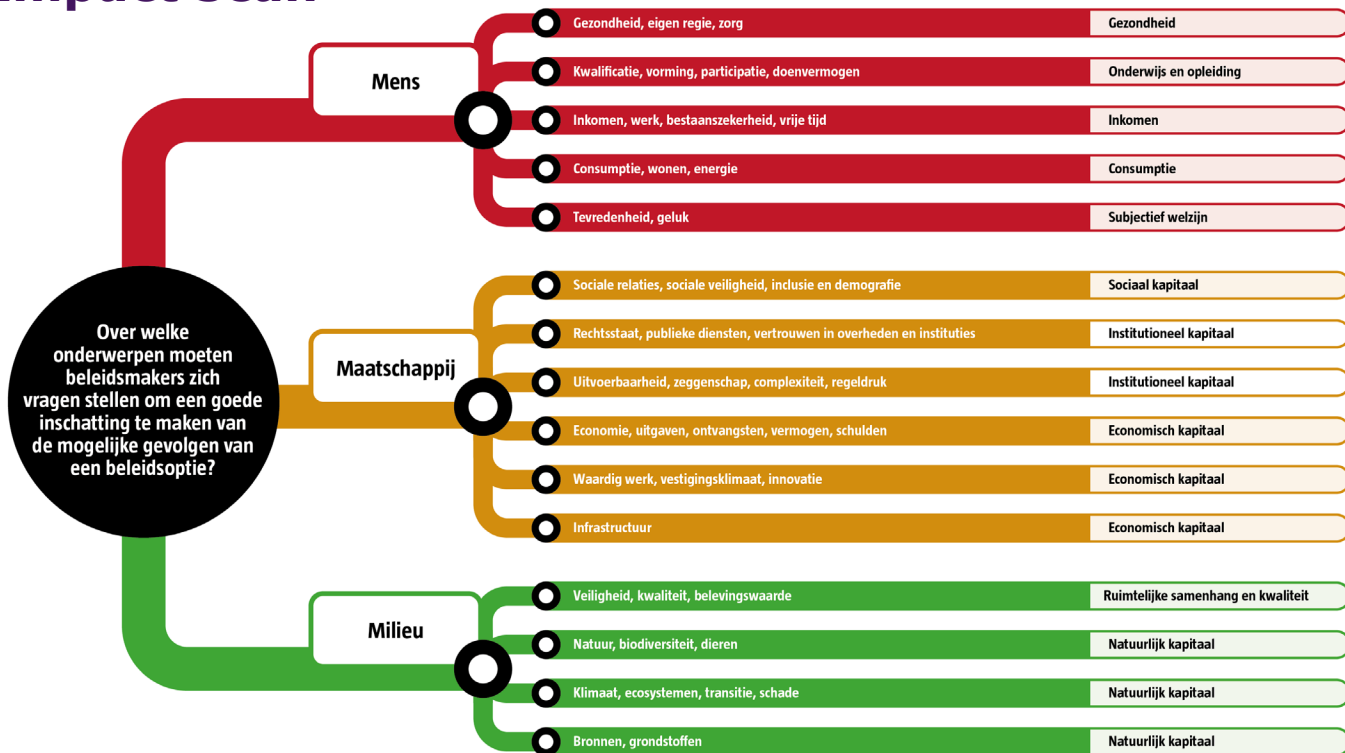 Impact Scan
Mens
Gezondheid, eigen regie, zorg
Gezondheid
Kwalificatie, vorming, participatie, doenvermogen
Onderwijs en opleiding
Inkomen, werk, bestaanszekerheid, vrije tijd
Inkomen
Consumptie, wonen, energie
Consumptie
Tevredenheid, geluk
Subjectief welzijn
Over welke
onderwerpen moeten
beleidsmakers zich
vragen stellen om een goede
inschatting te maken van
de mogelijke gevolgen van
een beleidsoptie?
Maatschappij
Sociale relaties, sociale veiligheid, inclusie en demografie
Sociaal kapitaal
Rechtsstaat, publieke diensten, vertrouwen in overheden en instituties
Institutioneel kapitaal
Uitvoerbaarheid, zeggenschap, complexiteit, regeldruk
Institutioneel kapitaal
Economie, uitgaven, ontvangsten, vermogen, schulden
Economisch kapitaal
Waardig werk, vestigingsklimaat, innovatie
Economisch kapitaal
Infrastructuur
Economisch kapitaal
Milieu
Veiligheid, kwaliteit, belevingswaarde
Ruimtelijke samenhang en kwaliteit
Natuur, biodiversiteit, dieren
Natuurlijk kapitaal
Klimaat, ecosystemen, transitie, schade
Natuurlijk kapitaal
Bronnen, grondstoffen
Natuurlijk kapitaal